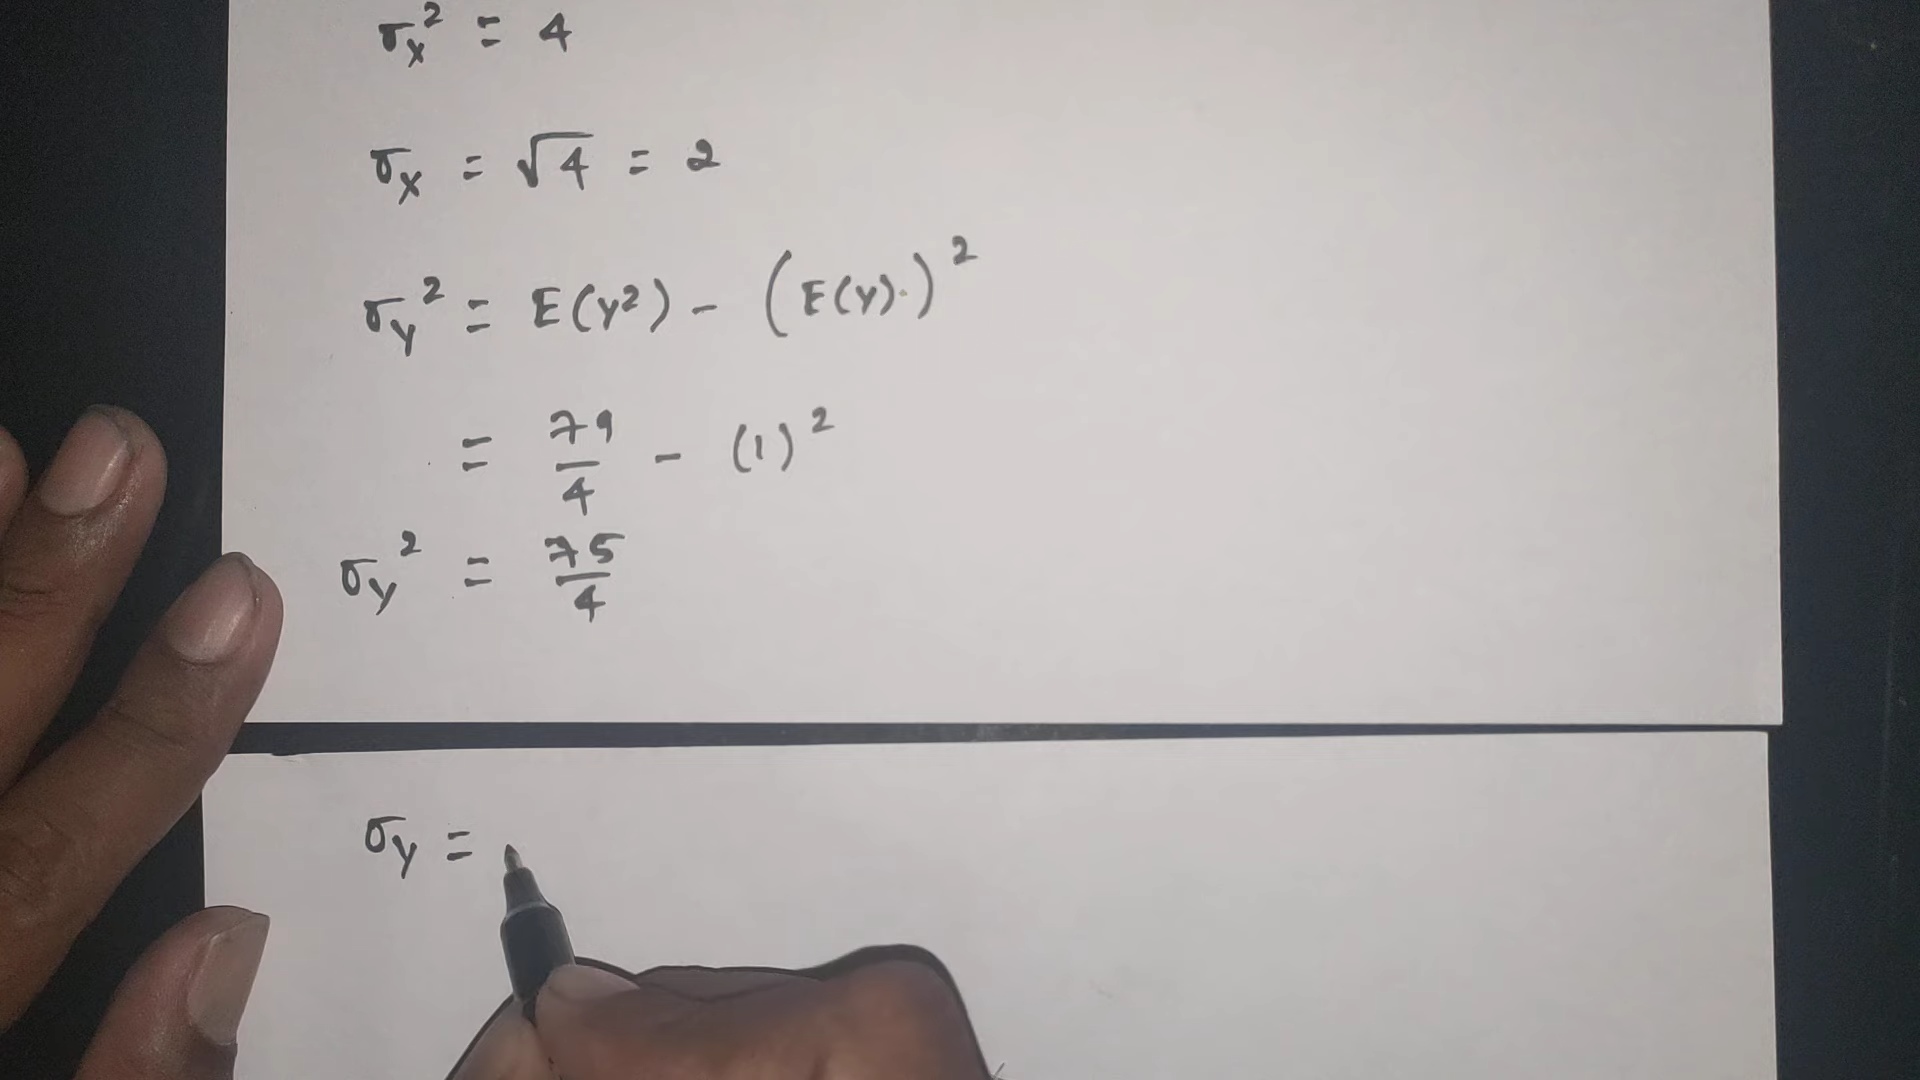 σx² = 4
σx = √4 = 2
σy² = E(Y²) - (E(Y).)²
= 79/4 - (1)²
σy² = 75/4
σy =